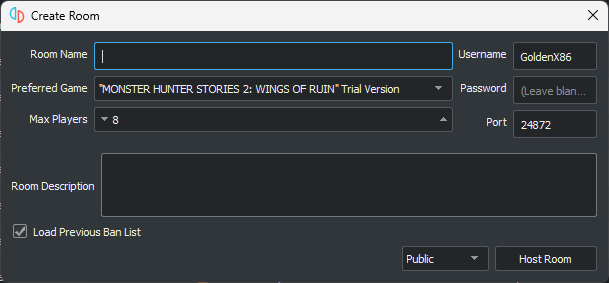 Create Room
Room Name
Username GoldenX86
Preferred Game "MONSTER HUNTER STORIES 2: WINGS OF RUIN" Trial Version
Password (Leave blan...
Max Players 8
Port 24872
Room Description
Load Previous Ban List
Public Host Room